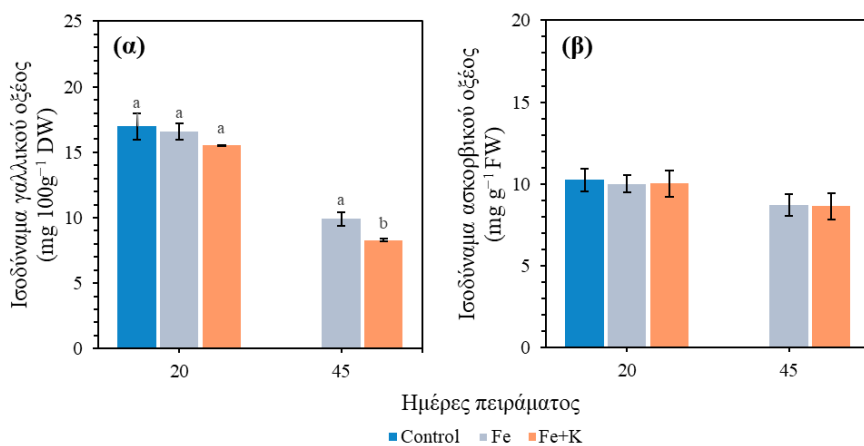 (α)
Ισοδύναμα γαλλικού οξέος
(mg 100g⁻¹ DW)
25
20
15
10
5
0
a
a
a
a
b
20
45
(β)
Ισοδύναμα ασκορβικού οξέος
(mg g⁻¹ FW)
20
15
10
5
0
20
45
Ημέρες πειράματος
Control Fe Fe+K